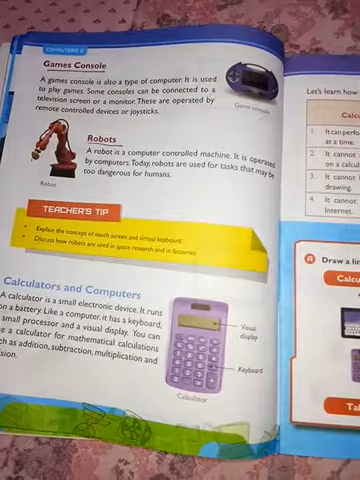 COMPUTERS 2
Games Console
A games console is also a type of computer. It is used
to play games. Some consoles can be connected to a
television screen or a monitor. These are operated by
remote controlled devices or joysticks.
Game console
Robots
A robot is a computer controlled machine. It is operated
by computers. Today, robots are used for tasks that may be
too dangerous for humans.
Robot
TEACHER'S TIP
• Explain the concept of touch screen and virtual keyboard.
• Discuss how robots are used in space research and in factories
Calculators and Computers
A calculator is a small electronic device. It runs
on a battery. Like a computer, it has a keyboard,
small processor and a visual display. You can
e a calculator for mathematical calculations
ch as addition, subtraction, multiplication and
ision.
Visual
display
Keyboard
Calculator
Let's learn how
Calcu
1. It can perfo
at a time.
2. It cannot
on a calcul
3. It cannot
drawing.
4. It cannot
Internet.
A Draw a li
Calcu
Ta